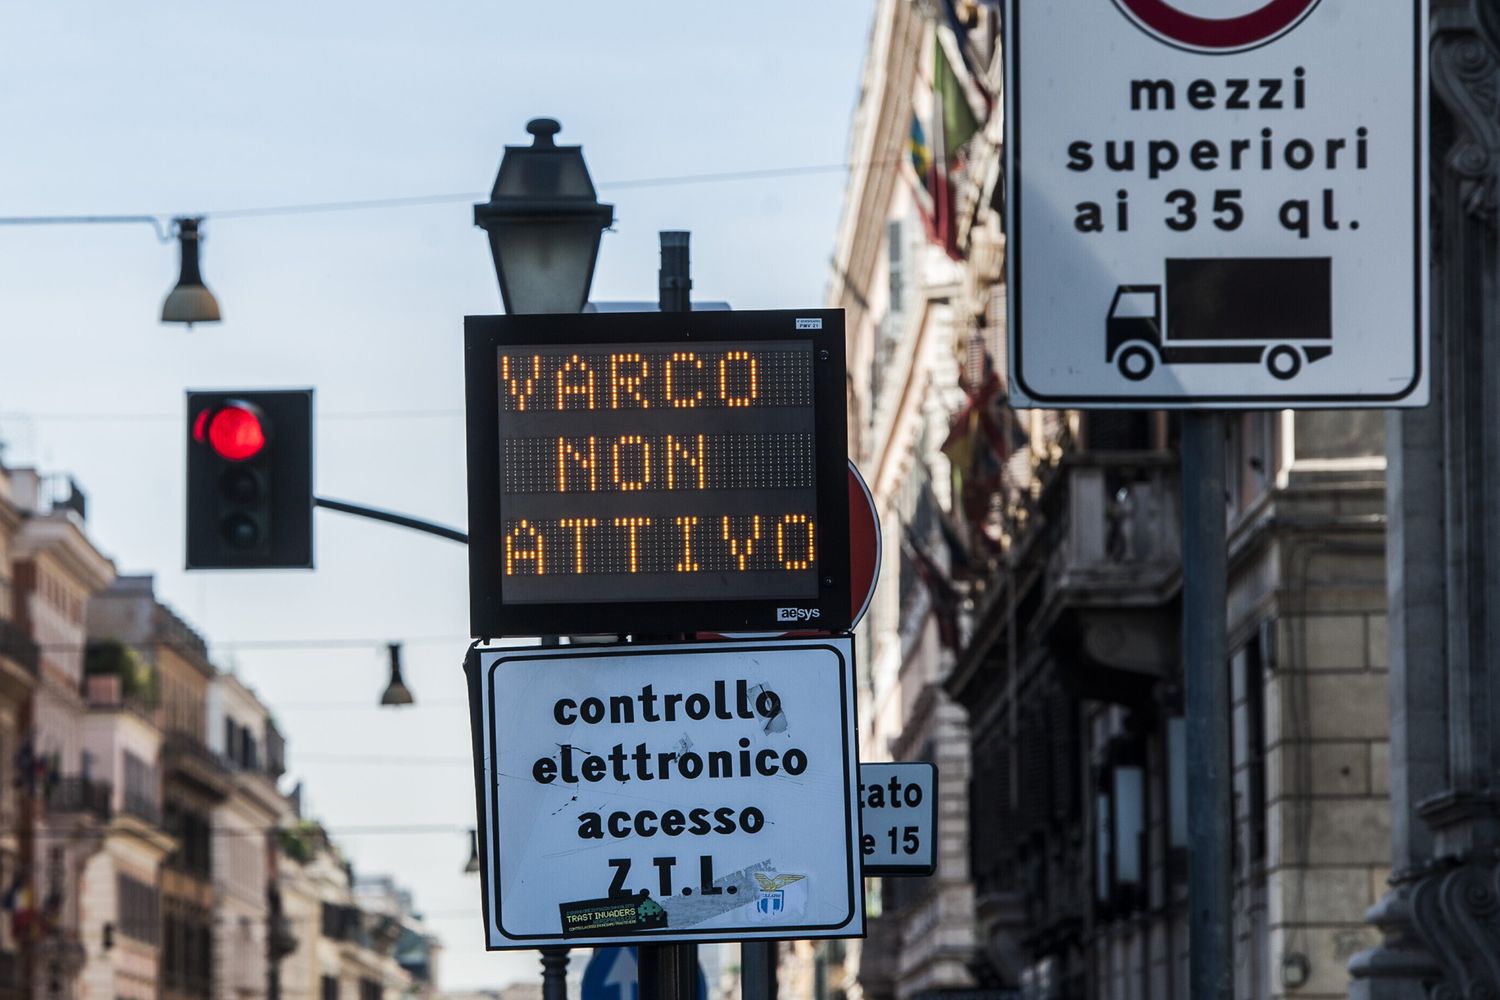 mezzi
superiori
ai 35 ql.
VARCO
NON
ATTIVO
aesys
controllo
elettronico
accesso
Z.T.L.
TRAST INVADERS
tato
e 15